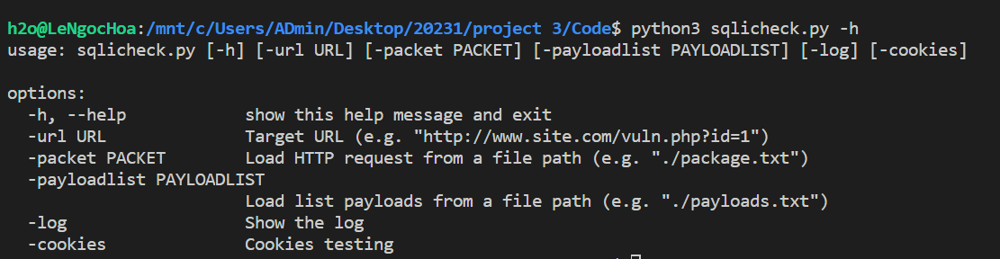 h2o@LeNgocHoa:/mnt/c/Users/ADmin/Desktop/20231/project 3/Code$ python3 sqlicheck.py -h
usage: sqlicheck.py [-h] [-url URL] [-packet PACKET] [-payloadlist PAYLOADLIST] [-log] [-cookies]
options:
-h, --help show this help message and exit
-url URL Target URL (e.g. "http://www.site.com/vuln.php?id=1")
-packet PACKET Load HTTP request from a file path (e.g. "./package.txt")
-payloadlist PAYLOADLIST
Load list payloads from a file path (e.g. "./payloads.txt")
-log Show the log
-cookies Cookies testing